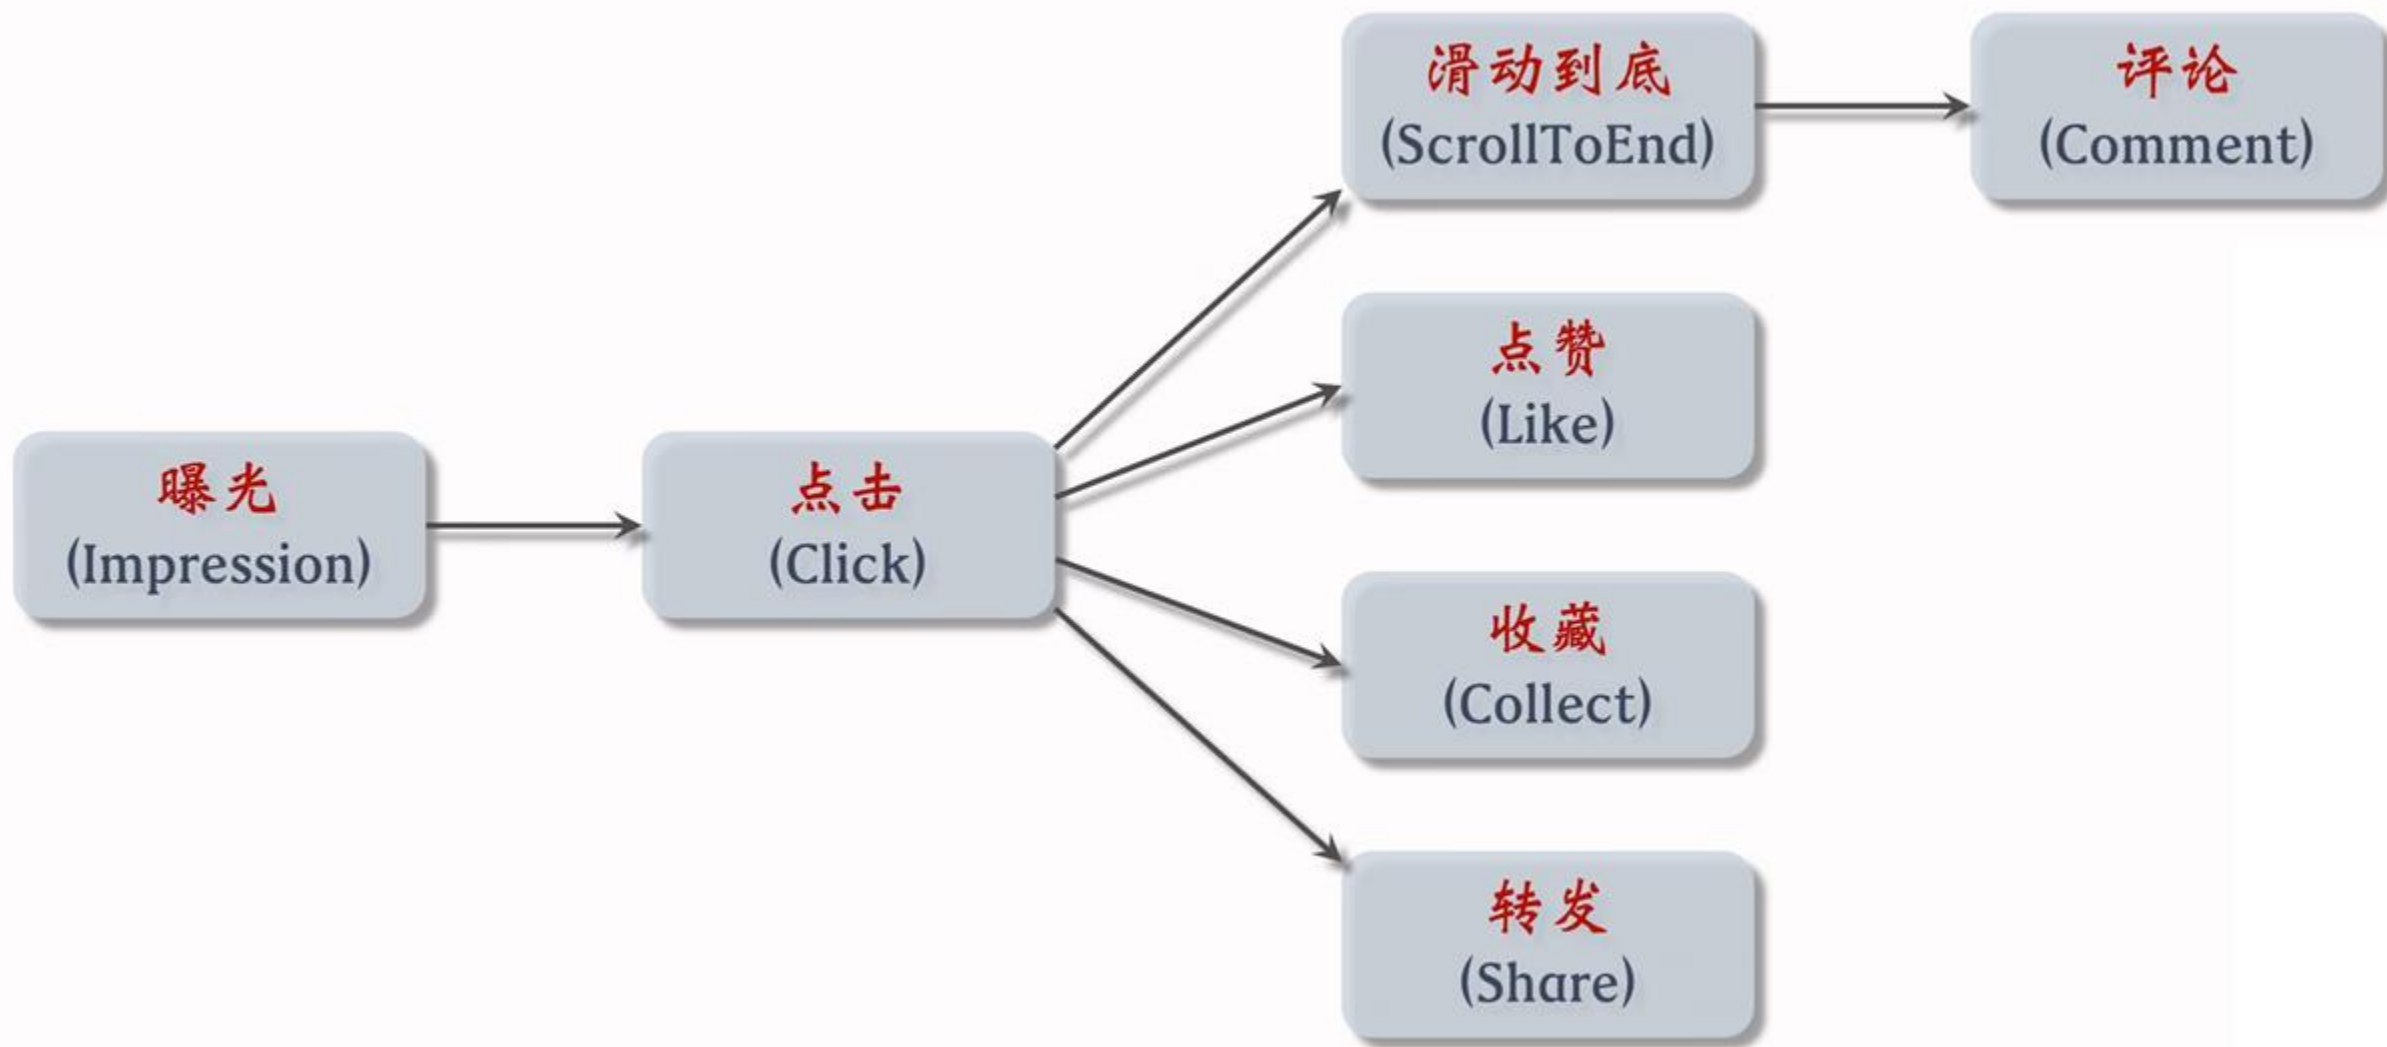 滑动到底
(ScrollToEnd)
评论
(Comment)
点赞
(Like)
曝光
(Impression)
点击
(Click)
收藏
(Collect)
转发
(Share)